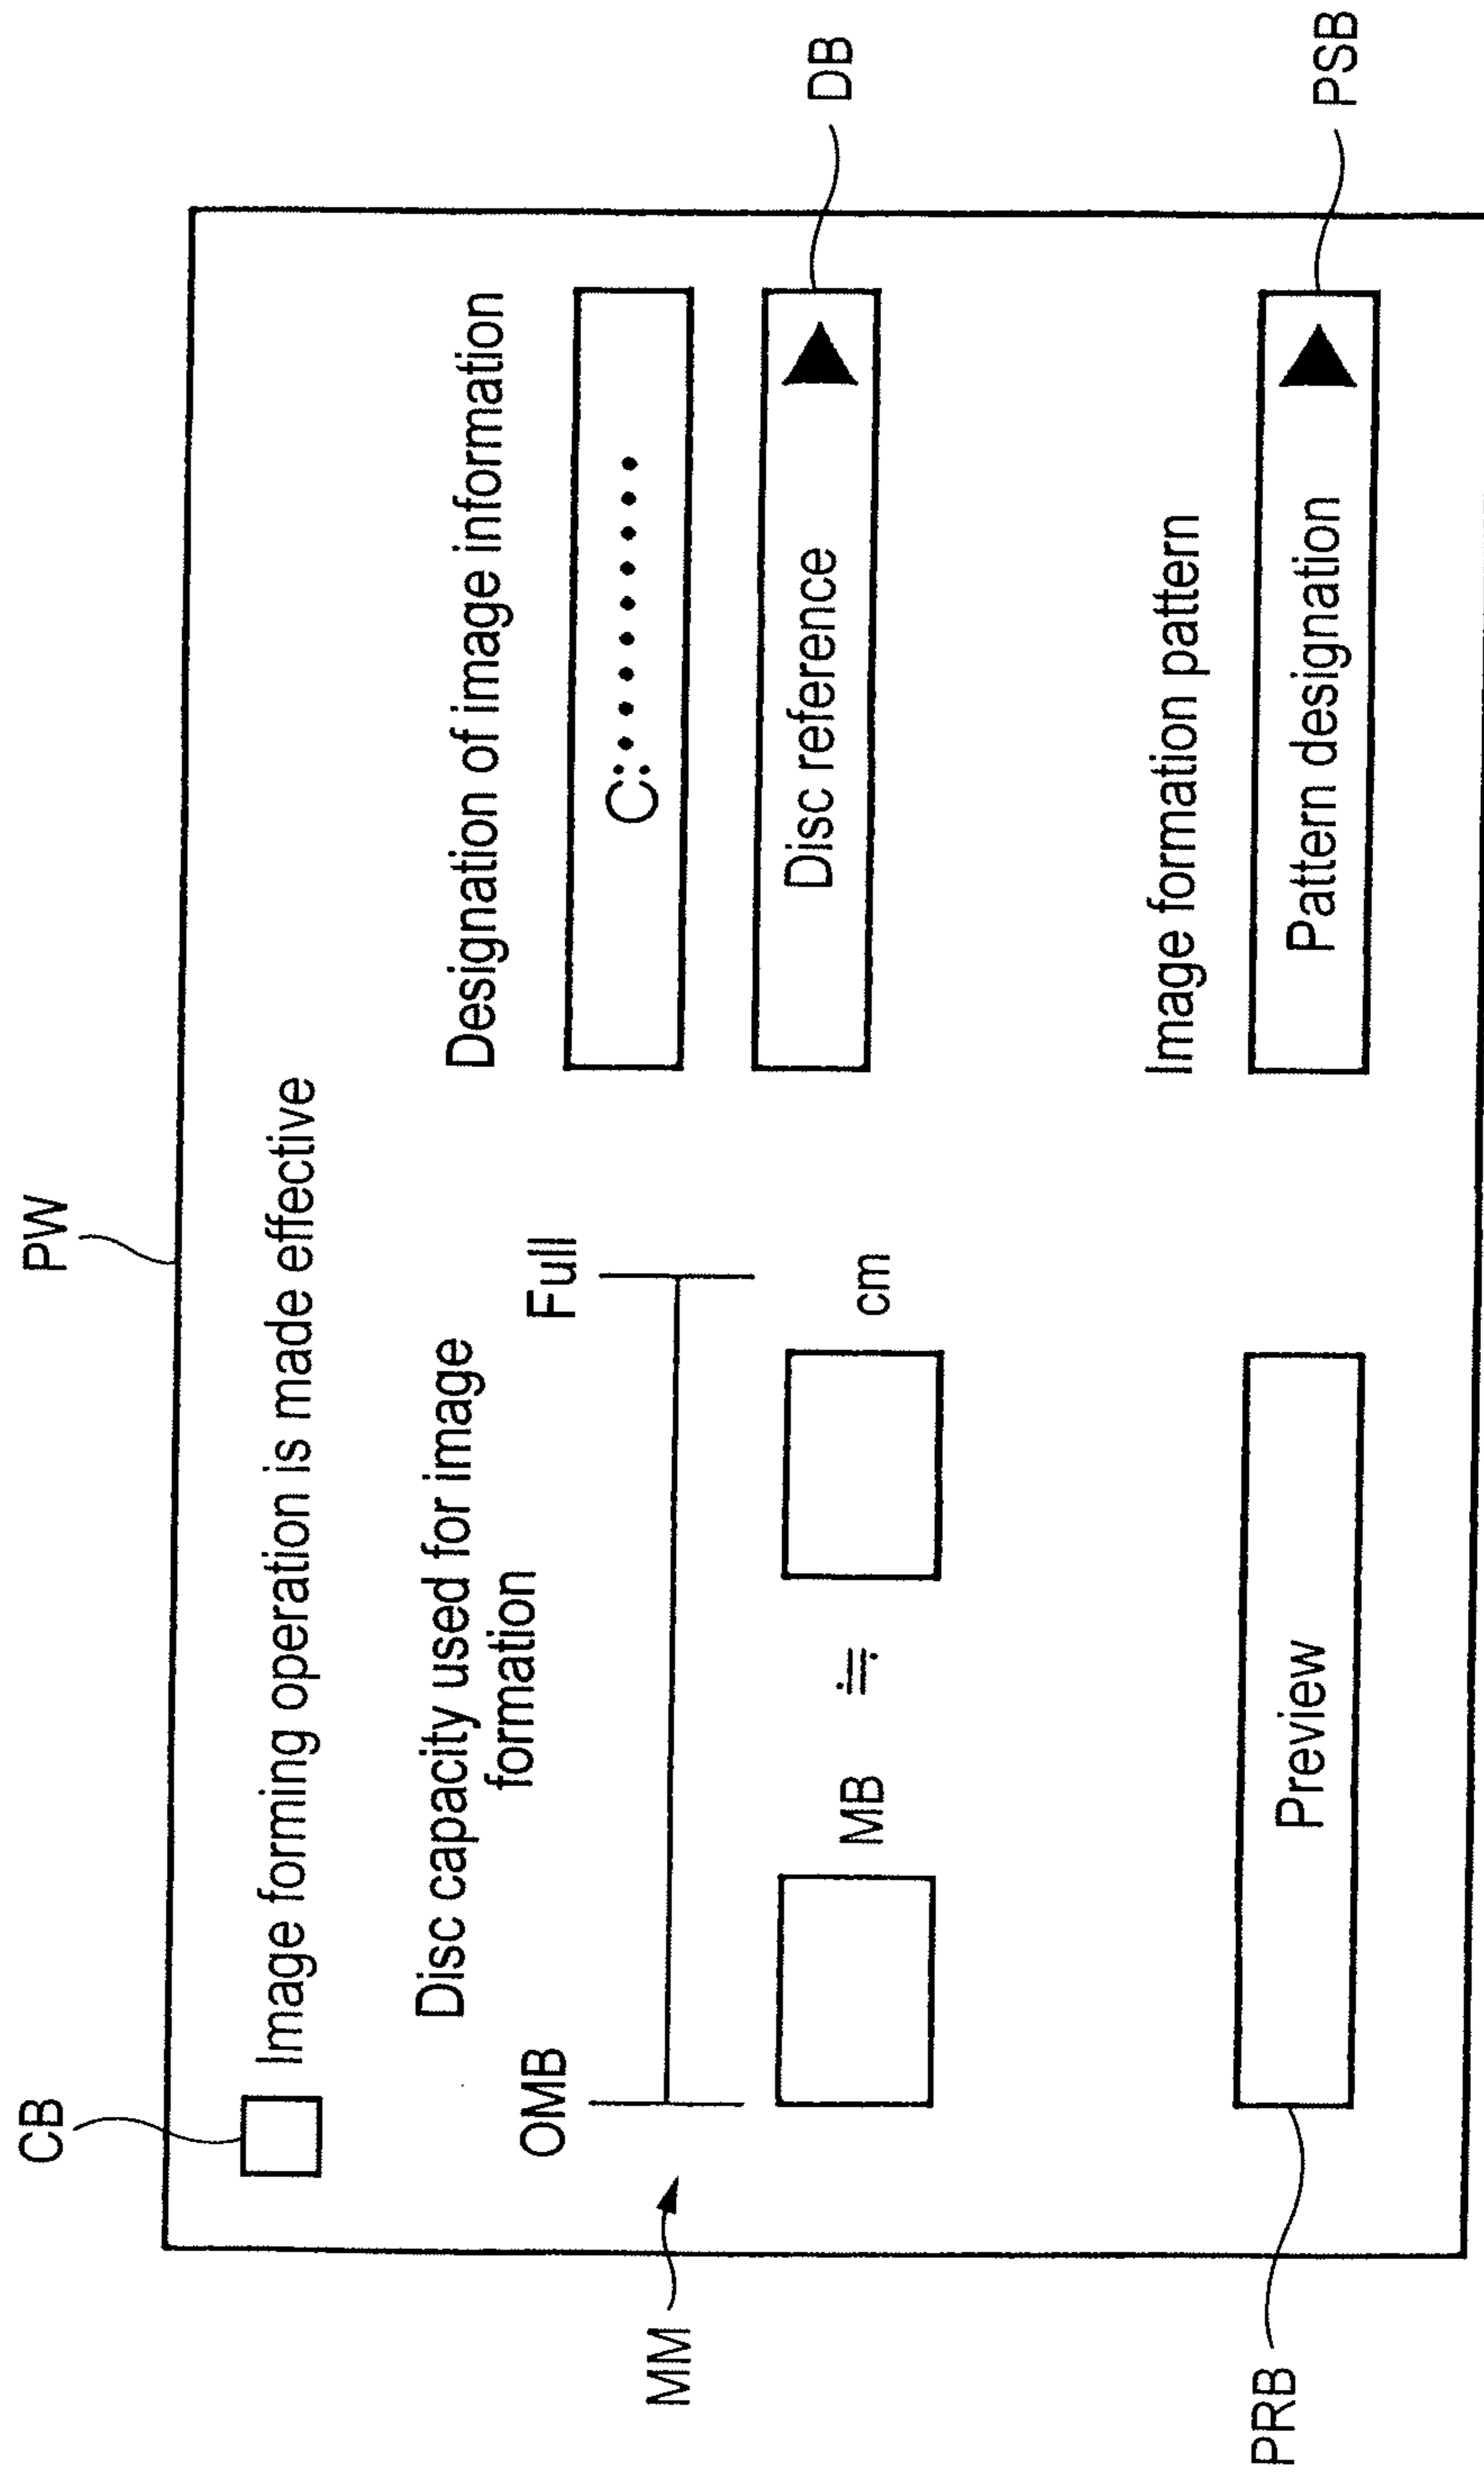 PW
CB
Image forming operation is made effective
Disc capacity used for image
formation
OMB
Full
MM
MB ≒ cm
Preview
PRB
Designation of image information
C:•••••••••
Disc reference ▶
DB
Image formation pattern
Pattern designation ▶
PSB